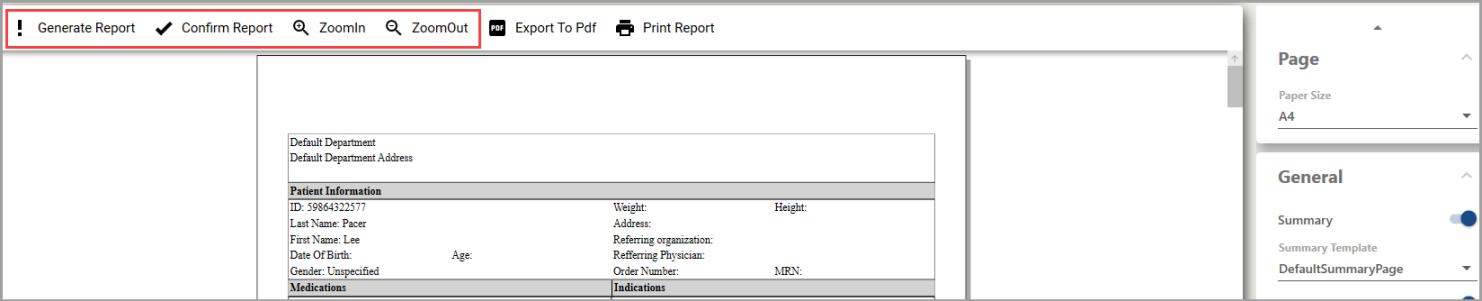 Generate Report Confirm Report ZoomIn ZoomOut PDF Export To Pdf Print Report
Default Department
Default Department Address
Patient Information
ID: 59864322577 Weight: Height:
Last Name: Pacer Address:
First Name: Lee Referring organization:
Date Of Birth: Age: Refferring Physician:
Gender: Unspecified Order Number: MRN:
Medications Indications
Page
Paper Size
A4
General
Summary
Summary Template
DefaultSummaryPage